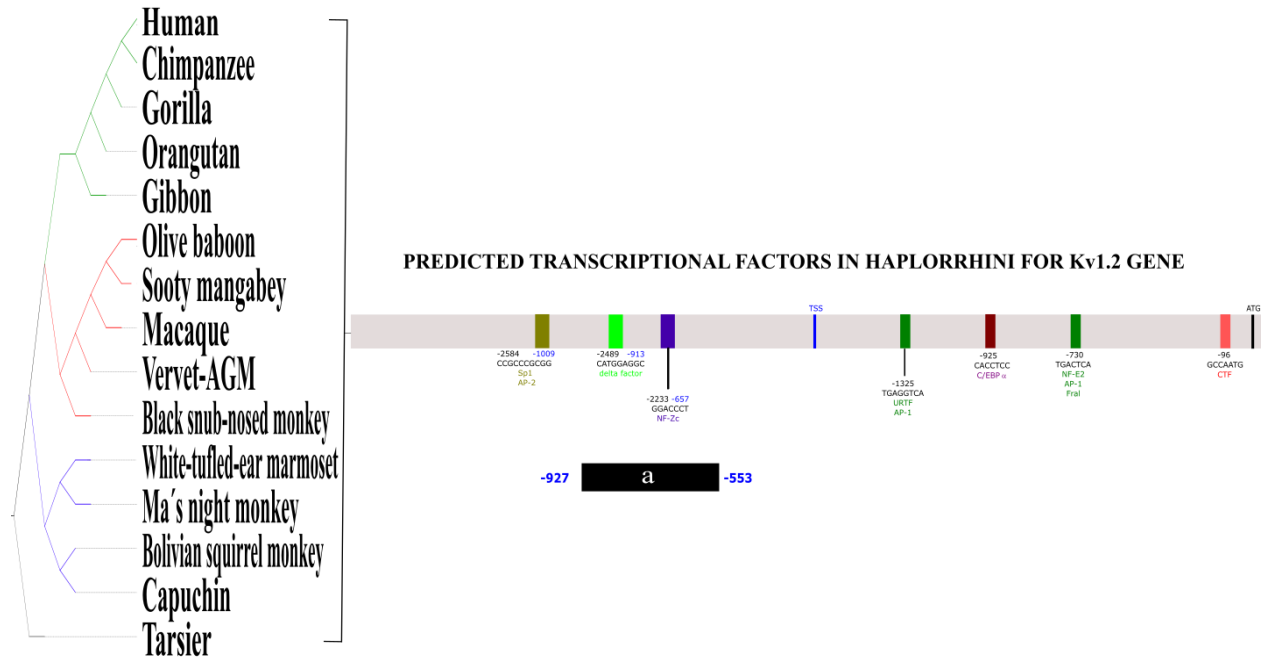 Human
Chimpanzee
Gorilla
Orangutan
Gibbon
Olive baboon
Sooty mangabey
Macaque
Vervet-AGM
Black snub-nosed monkey
White-tufled-ear marmoset
Ma´s night monkey
Bolivian squirrel monkey
Capuchin
Tarsier
PREDICTED TRANSCRIPTIONAL FACTORS IN HAPLORRHINI FOR Kv1.2 GENE
TSS
ATG
-2584 -1009
CCGCCCGCGG
Sp1
AP-2
-2489 -913
CATGGAGGC
delta factor
-2233 -657
GGACCCT
NF-Zc
-1325
TGAGGTCA
URTF
AP-1
-925
CACCTCC
C/EBP α
-730
TGACTCA
NF-E2
AP-1
FraI
-96
GCCAATG
CTF
-927 a -553